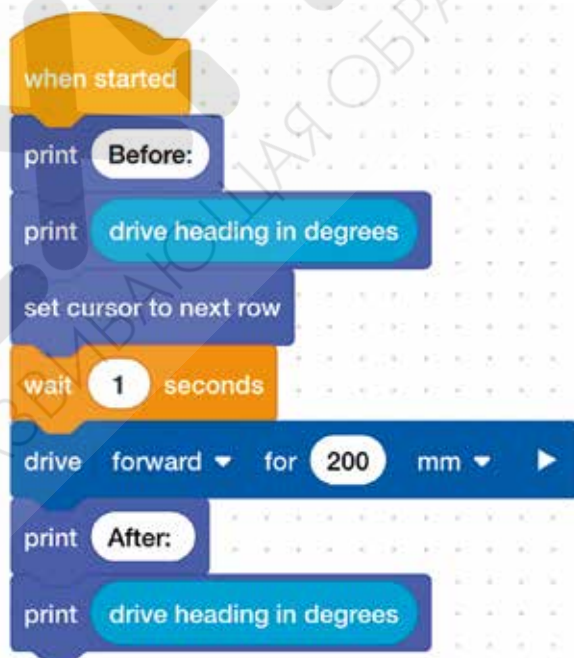 when started
print Before:
print drive heading in degrees
set cursor to next row
wait 1 seconds
drive forward for 200 mm
print After:
print drive heading in degrees